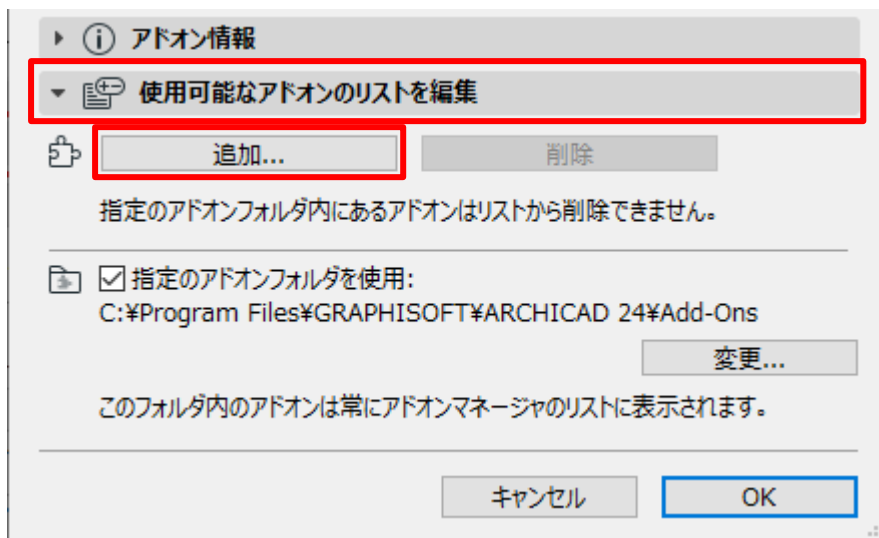 アドオン情報
使用可能なアドオンのリストを編集
追加... 削除
指定のアドオンフォルダ内にあるアドオンはリストから削除できません。
指定のアドオンフォルダを使用:
C:¥Program Files¥GRAPHISOFT¥ARCHICAD 24¥Add-Ons
変更...
このフォルダ内のアドオンは常にアドオンマネージャのリストに表示されます。
キャンセル OK